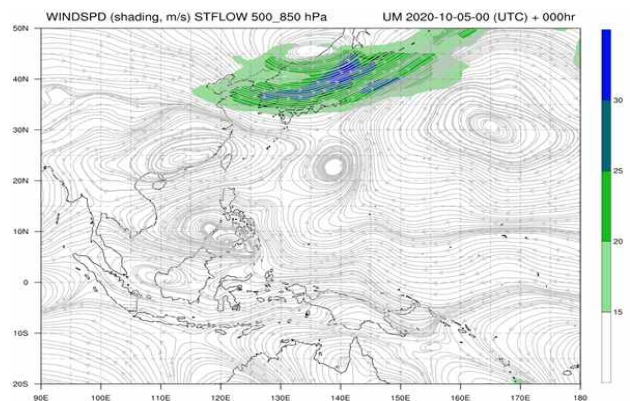 WINDSPD (shading, m/s) STFLOW 500_850 hPa UM 2020-10-05-00 (UTC) + 000hr
50N
40N
30N
20N
10N
0
10S
20S
90E 100E 110E 120E 130E 140E 150E 160E 170E 180
30
25
20
15